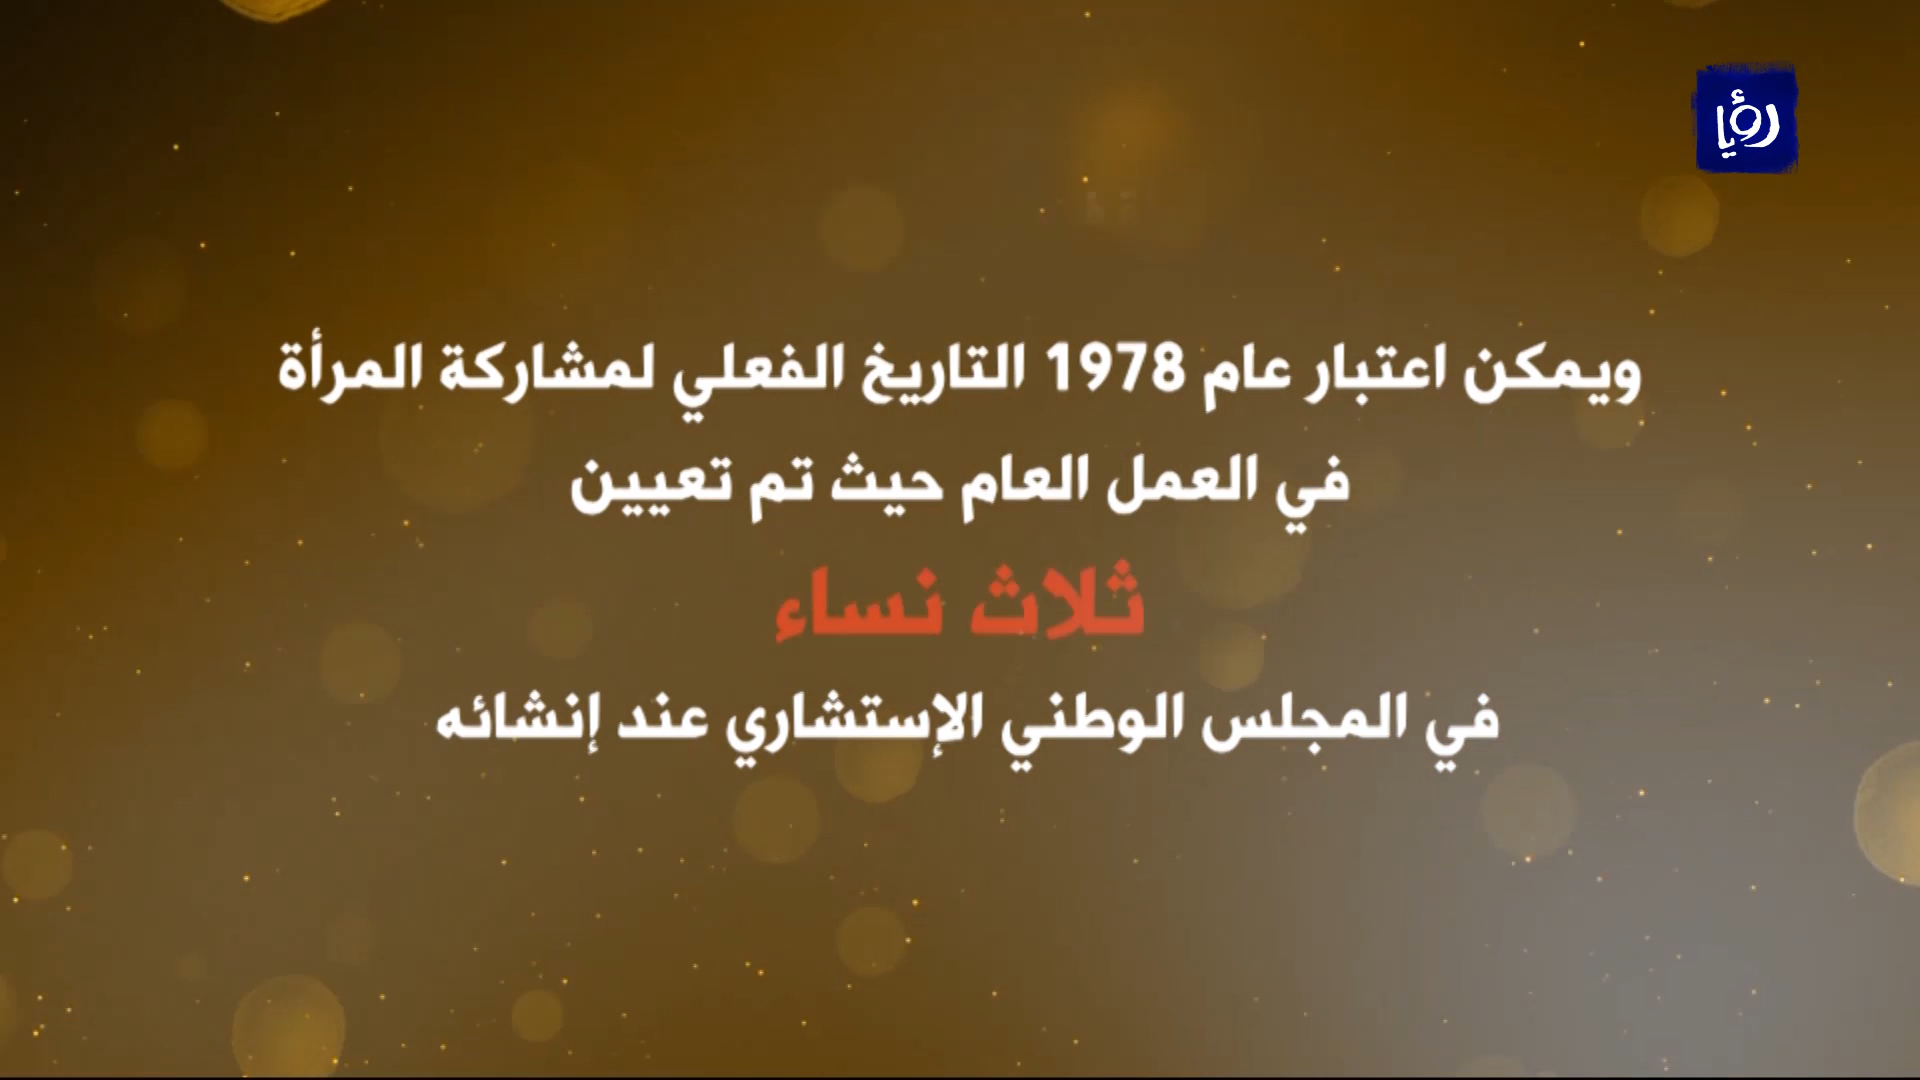 رؤيا
ويمكن اعتبار عام 1978 التاريخ الفعلي لمشاركة المرأة
في العمل العام حيث تم تعيين
ثلاث نساء
في المجلس الوطني الإستشاري عند إنشائه